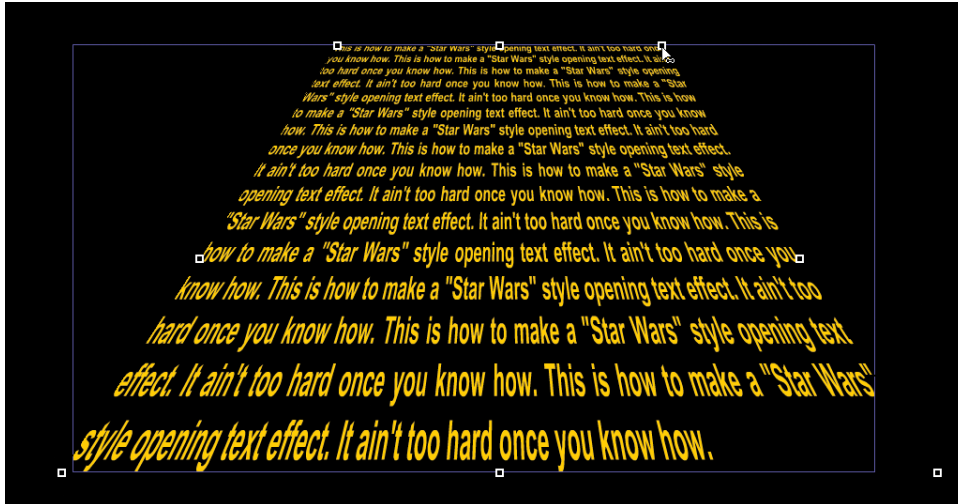 This is how to make a "Star Wars" style opening text effect. It ain't too hard once
you know how. This is how to make a "Star Wars" style opening text effect. It ain't
too hard once you know how. This is how to make a "Star Wars" style opening
text effect. It ain't too hard once you know how. This is how to make a "Star
Wars" style opening text effect. It ain't too hard once you know how. This is how
to make a "Star Wars" style opening text effect. It ain't too hard once you know
how. This is how to make a "Star Wars" style opening text effect. It ain't too hard
once you know how. This is how to make a "Star Wars" style opening text effect.
It ain't too hard once you know how. This is how to make a "Star Wars" style
opening text effect. It ain't too hard once you know how. This is how to make a
"Star Wars" style opening text effect. It ain't too hard once you know how. This is
how to make a "Star Wars" style opening text effect. It ain't too hard once you
know how. This is how to make a "Star Wars" style opening text effect. It ain't too
hard once you know how. This is how to make a "Star Wars" style opening text
effect. It ain't too hard once you know how. This is how to make a "Star Wars"
style opening text effect. It ain't too hard once you know how.